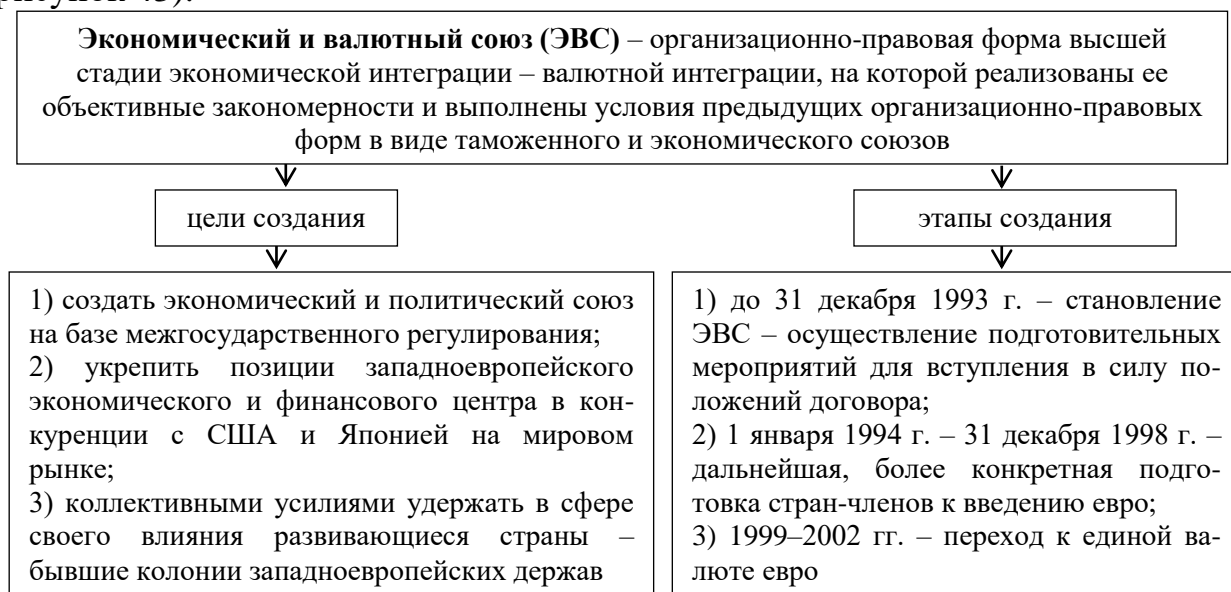 рисунок 43).
Экономический и валютный союз (ЭВС) – организационно-правовая форма высшей
стадии экономической интеграции – валютной интеграции, на которой реализованы ее
объективные закономерности и выполнены условия предыдущих организационно-правовых
форм в виде таможенного и экономического союзов
цели создания
этапы создания
1) создать экономический и политический союз
на базе межгосударственного регулирования;
2) укрепить позиции западноевропейского
экономического и финансового центра в кон-
куренции с США и Японией на мировом
рынке;
3) коллективными усилиями удержать в сфере
своего влияния развивающиеся страны –
бывшие колонии западноевропейских держав
1) до 31 декабря 1993 г. – становление
ЭВС – осуществление подготовительных
мероприятий для вступления в силу по-
ложений договора;
2) 1 января 1994 г. – 31 декабря 1998 г. –
дальнейшая, более конкретная подго-
товка стран-членов к введению евро;
3) 1999–2002 гг. – переход к единой ва-
люте евро